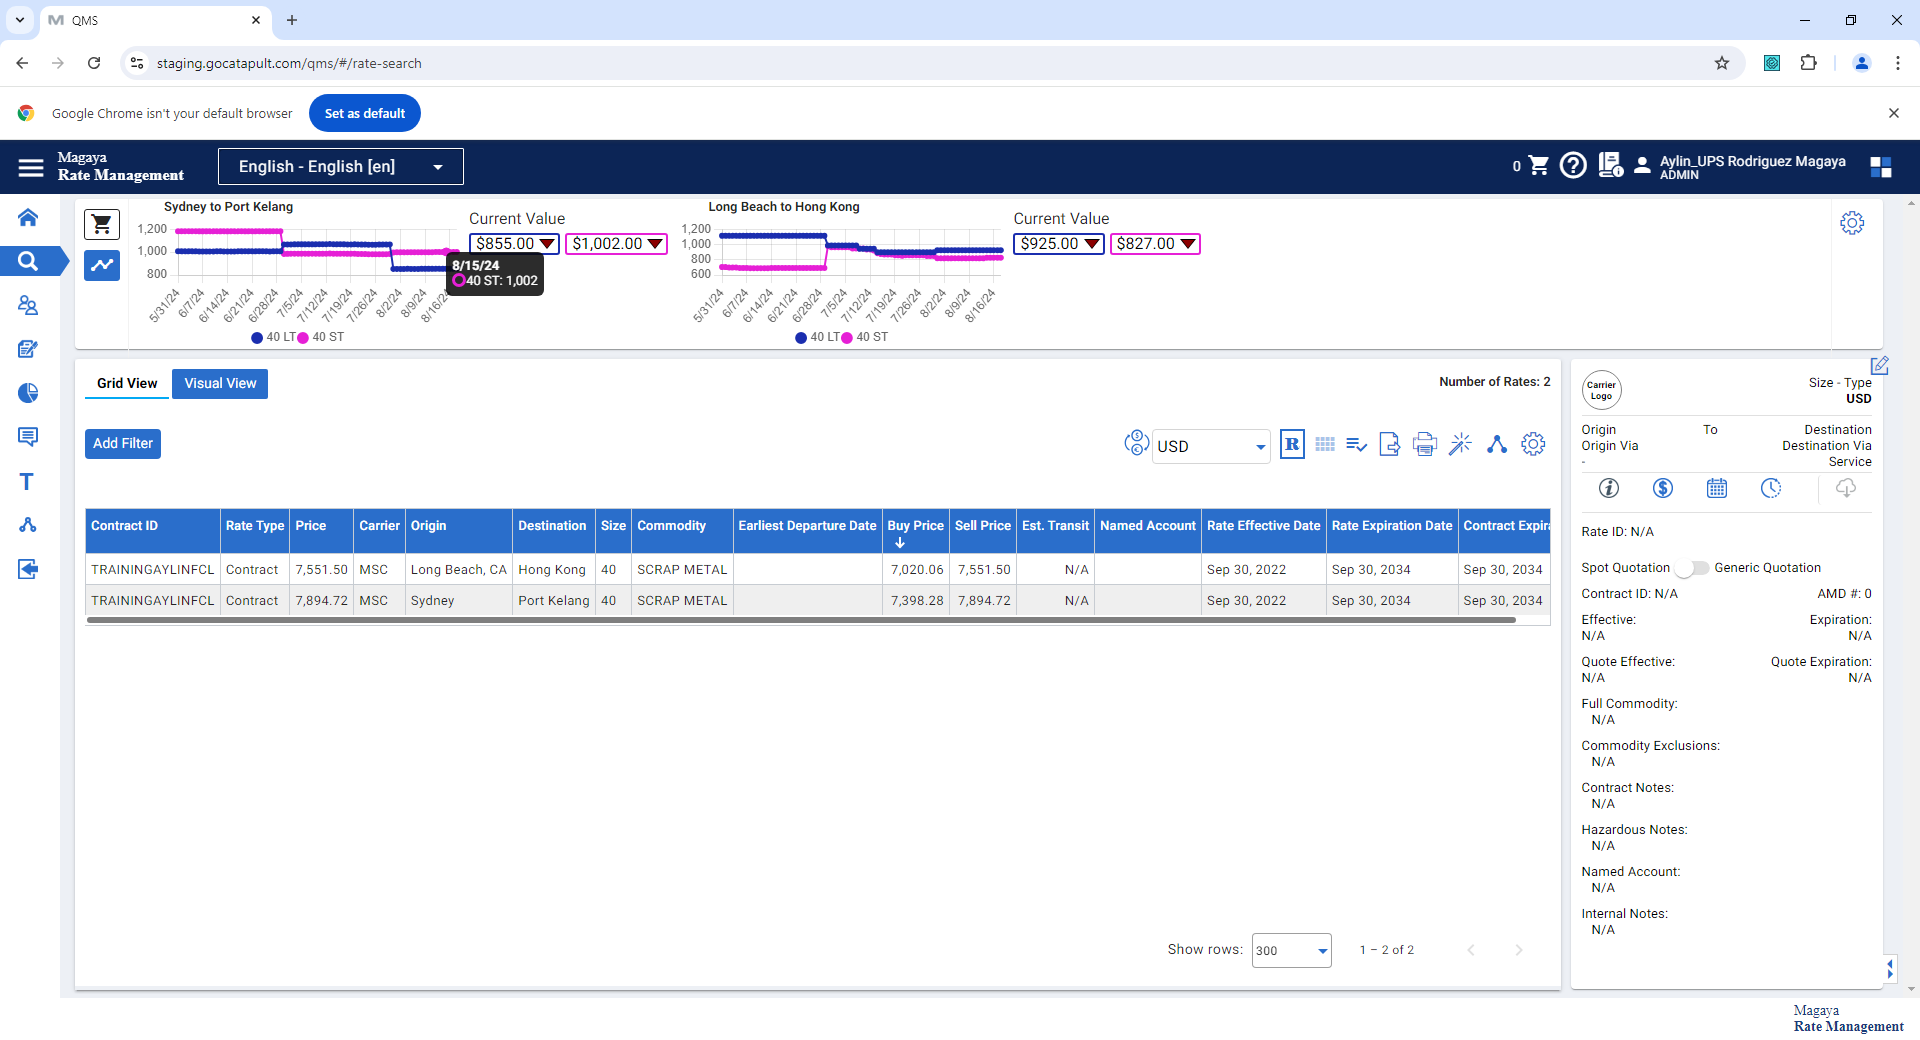 QMS
staging.gocatapult.com/qms/#/rate-search
Google Chrome isn't your default browser
Set as default
Magaya
Rate Management
English - English [en]
0
Aylin_UPS Rodriguez Magaya
ADMIN
Sydney to Port Kelang
1,200
1,000
800
5/31/24 6/7/24 6/14/24 6/21/24 6/28/24 7/5/24 7/12/24 7/19/24 7/26/24 8/2/24 8/9/24 8/16/24
40 LT 40 ST
Current Value
$855.00 $1,002.00
8/15/24
40 ST: 1,002
Long Beach to Hong Kong
1,200
1,000
800
600
5/31/24 6/7/24 6/14/24 6/21/24 6/28/24 7/5/24 7/12/24 7/19/24 7/26/24 8/2/24 8/9/24 8/16/24
40 LT 40 ST
Current Value
$925.00 $827.00
Grid View Visual View
Number of Rates: 2
Add Filter
USD
R
Contract ID Rate Type Price Carrier Origin Destination Size Commodity Earliest Departure Date Buy Price Sell Price Est. Transit Named Account Rate Effective Date Rate Expiration Date Contract Expira
TRAININGAYLINFCL Contract 7,551.50 MSC Long Beach, CA Hong Kong 40 SCRAP METAL 7,020.06 7,551.50 N/A Sep 30, 2022 Sep 30, 2034 Sep 30, 2034
TRAININGAYLINFCL Contract 7,894.72 MSC Sydney Port Kelang 40 SCRAP METAL 7,398.28 7,894.72 N/A Sep 30, 2022 Sep 30, 2034 Sep 30, 2034
Show rows: 300 1 – 2 of 2
Carrier
Logo
Size - Type
USD
Origin To Destination
Origin Via Destination Via
- Service
Rate ID: N/A
Spot Quotation Generic Quotation
Contract ID: N/A AMD #: 0
Effective: Expiration:
N/A N/A
Quote Effective: Quote Expiration:
N/A N/A
Full Commodity:
N/A
Commodity Exclusions:
N/A
Contract Notes:
N/A
Hazardous Notes:
N/A
Named Account:
N/A
Internal Notes:
N/A
Magaya
Rate Management